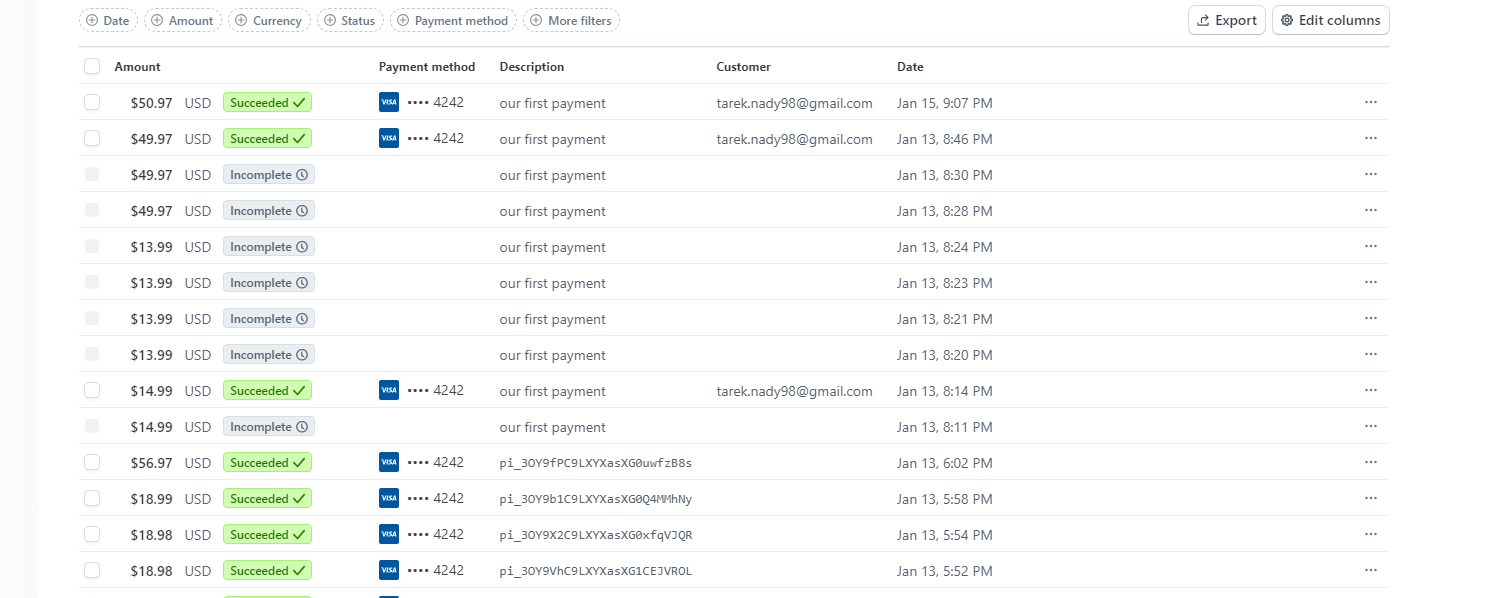 Date Amount Currency Status Payment method More filters Export Edit columns
Amount Payment method Description Customer Date
$50.97 USD Succeeded VISA •••• 4242 our first payment tarek.nady98@gmail.com Jan 15, 9:07 PM ...
$49.97 USD Succeeded VISA •••• 4242 our first payment tarek.nady98@gmail.com Jan 13, 8:46 PM ...
$49.97 USD Incomplete our first payment Jan 13, 8:30 PM ...
$49.97 USD Incomplete our first payment Jan 13, 8:28 PM ...
$13.99 USD Incomplete our first payment Jan 13, 8:24 PM ...
$13.99 USD Incomplete our first payment Jan 13, 8:23 PM ...
$13.99 USD Incomplete our first payment Jan 13, 8:21 PM ...
$13.99 USD Incomplete our first payment Jan 13, 8:20 PM ...
$14.99 USD Succeeded VISA •••• 4242 our first payment tarek.nady98@gmail.com Jan 13, 8:14 PM ...
$14.99 USD Incomplete our first payment Jan 13, 8:11 PM ...
$56.97 USD Succeeded VISA •••• 4242 pi_3OY9fPC9LXYXasXG0uwfzB8s Jan 13, 6:02 PM ...
$18.99 USD Succeeded VISA •••• 4242 pi_3OY9b1C9LXYXasXG0Q4MMhNy Jan 13, 5:58 PM ...
$18.98 USD Succeeded VISA •••• 4242 pi_3OY9X2C9LXYXasXG0xfqVJQR Jan 13, 5:54 PM ...
$18.98 USD Succeeded VISA •••• 4242 pi_3OY9VhC9LXYXasXG1CEJVROL Jan 13, 5:52 PM ...